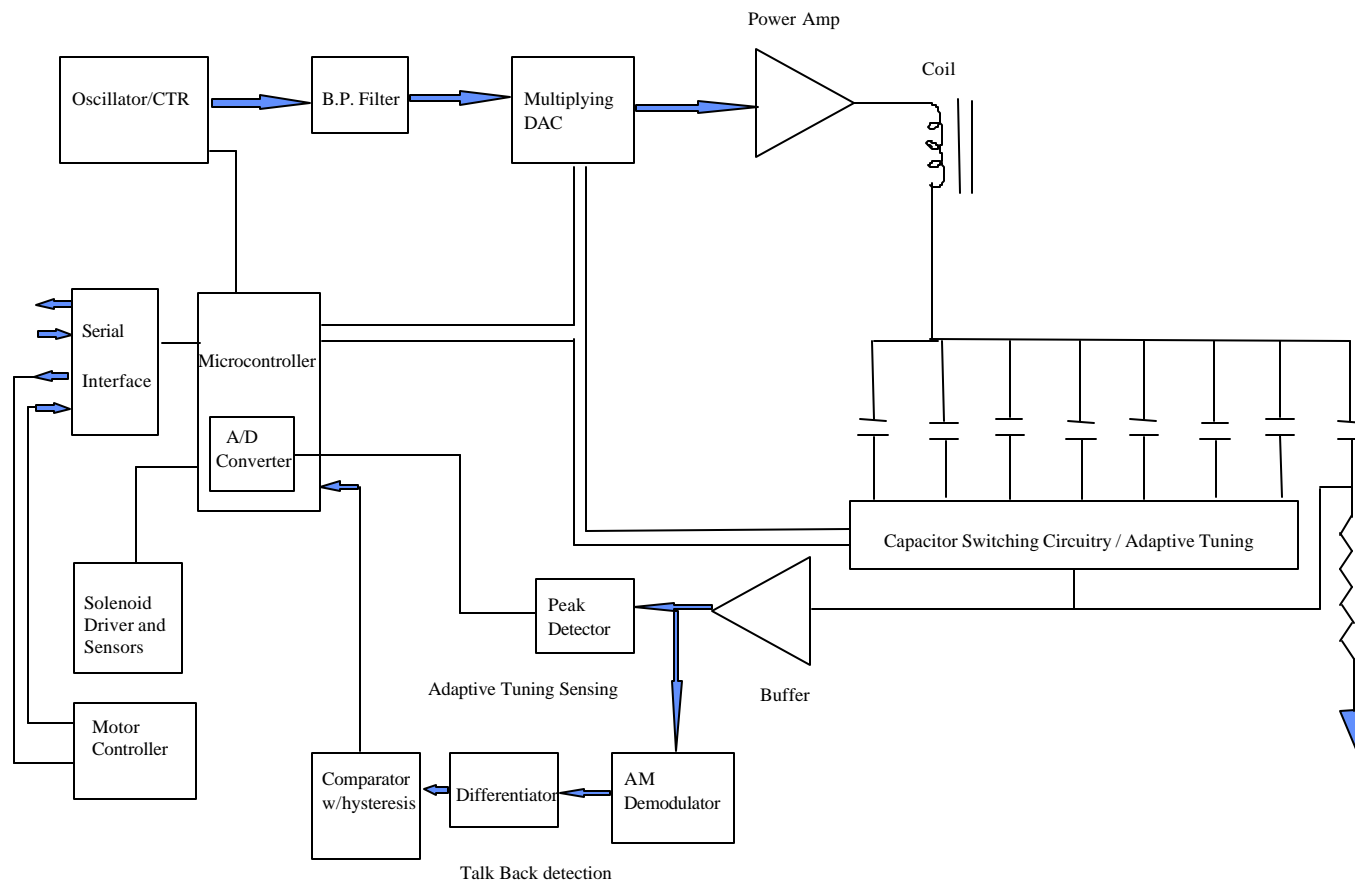 Power Amp
Coil
Oscillator/CTR
B.P. Filter
Multiplying
DAC
Serial
Interface
Microcontroller
A/D
Converter
Capacitor Switching Circuitry / Adaptive Tuning
Solenoid
Driver and
Sensors
Peak
Detector
Adaptive Tuning Sensing
Buffer
Motor
Controller
Comparator
w/hysteresis
Differentiator
AM
Demodulator
Talk Back detection